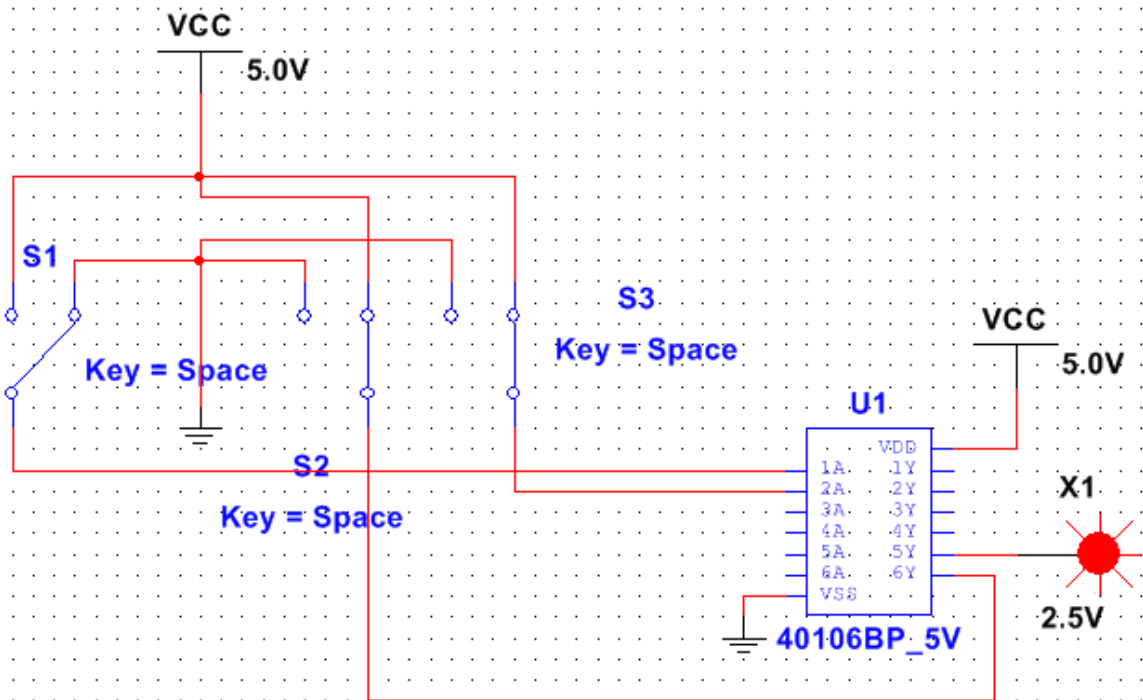 VCC
5.0V
S1
S3
Key = Space
VCC
5.0V
Key = Space
U1
S2
Key = Space
VDD
1A 1Y
2A 2Y
3A 3Y
4A 4Y
5A 5Y
6A 6Y
VSS
X1
2.5V
40106BP_5V